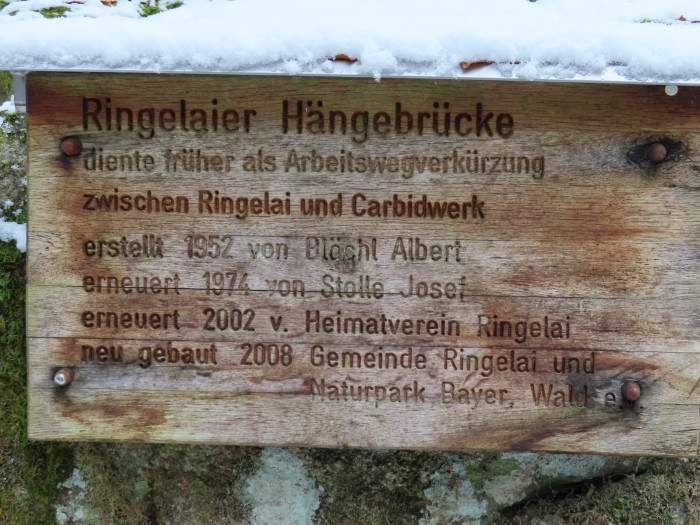 Ringelaier Hängebrücke
diente früher als Arbeitswegverkürzung
zwischen Ringelai und Carbidwerk
erstellt 1952 von Blöchl Albert
erneuert 1974 von Stolle Josef
erneuert 2002 v. Heimatverein Ringelai
neu gebaut 2008 Gemeinde Ringelai und
Naturpark Bayer. Wald e.